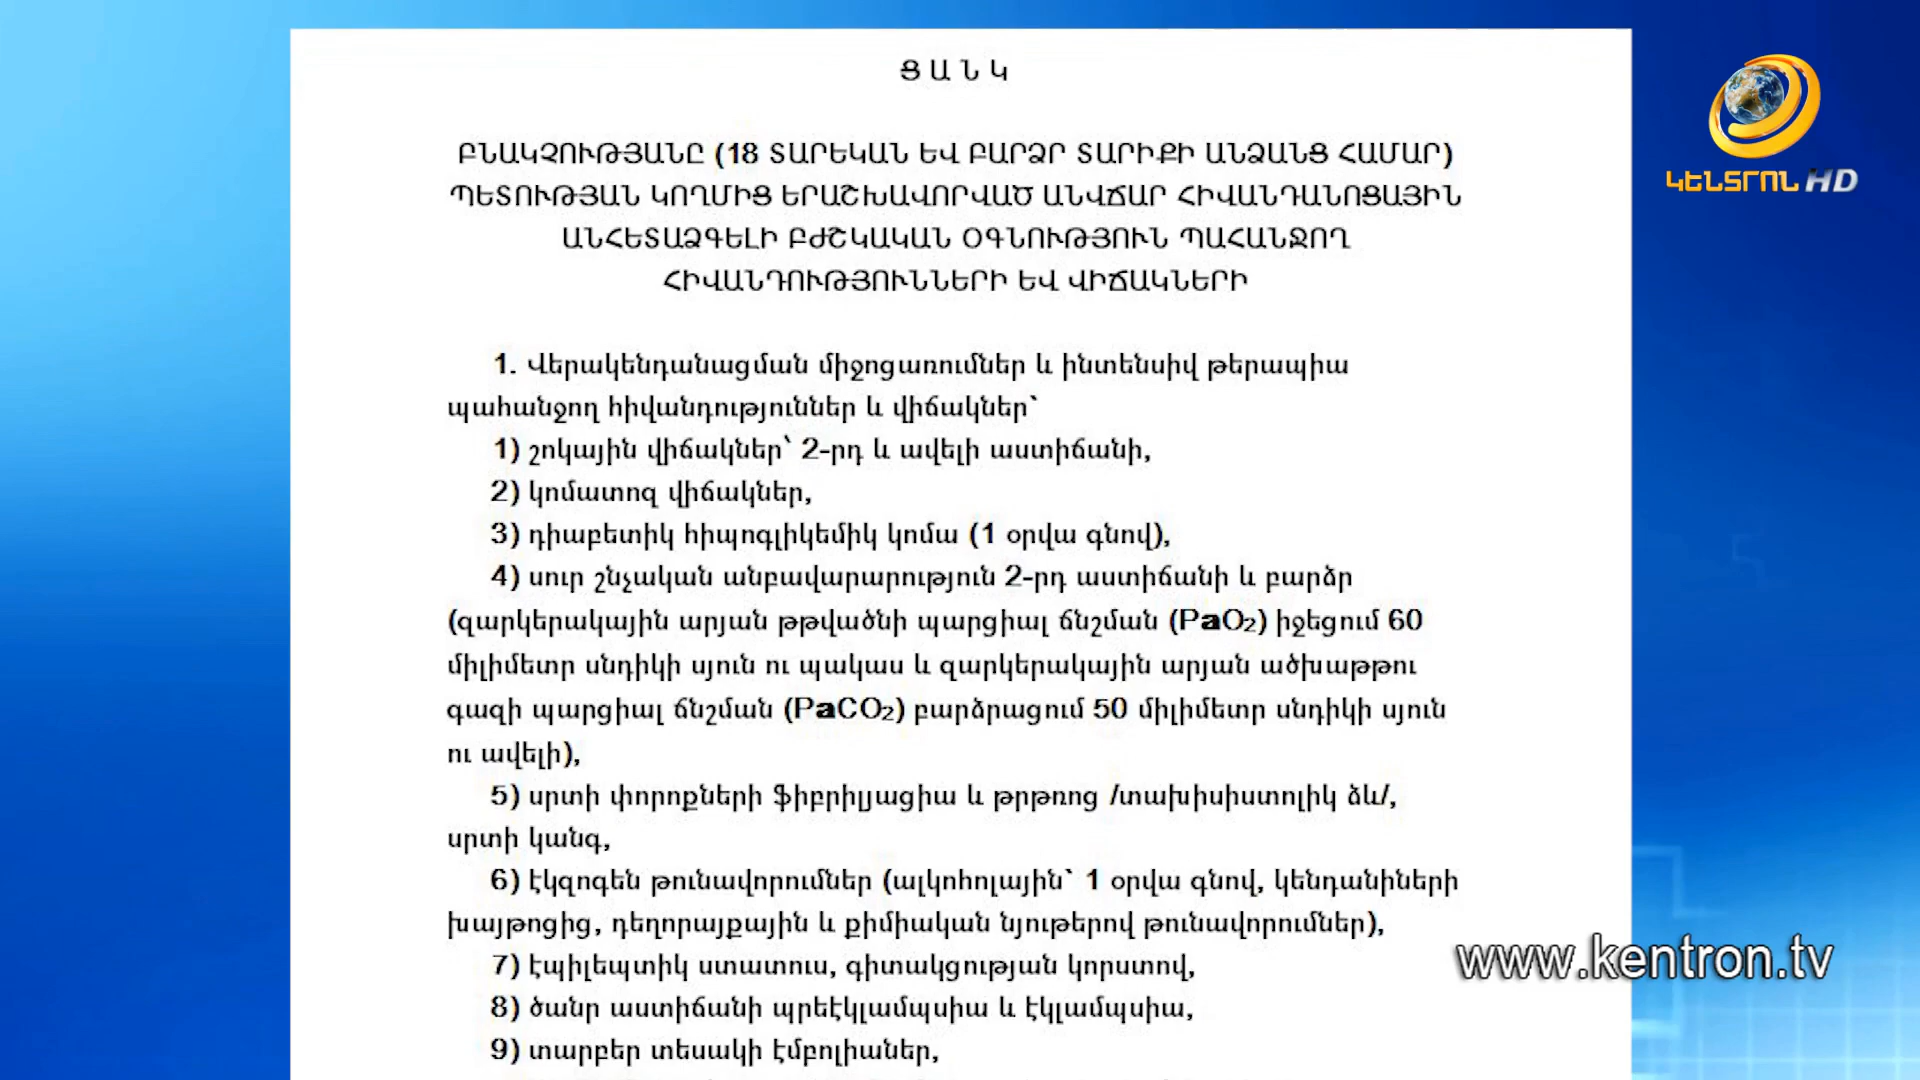 Ց Ա Ն Կ
ԲՆԱԿՉՈՒԹՅԱՆԸ (18 ՏԱՐԵԿԱՆ ԵՎ ԲԱՐՁՐ ՏԱՐԻՔԻ ԱՆՁԱՆՑ ՀԱՄԱՐ)
ՊԵՏՈՒԹՅԱՆ ԿՈՂՄԻՑ ԵՐԱՇԽԱՎՈՐՎԱԾ ԱՆՎՃԱՐ ՀԻՎԱՆԴԱՆՈՑԱՅԻՆ
ԱՆՀԵՏԱՁԳԵԼԻ ԲԺՇԿԱԿԱՆ ՕԳՆՈՒԹՅՈՒՆ ՊԱՀԱՆՋՈՂ
ՀԻՎԱՆԴՈՒԹՅՈՒՆՆԵՐԻ ԵՎ ՎԻՃԱԿՆԵՐԻ
1. Վերակենդանացման միջոցառումներ և ինտենսիվ թերապիա
պահանջող հիվանդություններ և վիճակներ՝
1) շոկային վիճակներ՝ 2-րդ և ավելի աստիճանի,
2) կոմատոզ վիճակներ,
3) դիաբետիկ հիպոգլիկեմիկ կոմա (1 օրվա գնով),
4) սուր շնչական անբավարարություն 2-րդ աստիճանի և բարձր
(զարկերակային արյան թթվածնի պարցիալ ճնշման (PaO₂) իջեցում 60
միլիմետր սնդիկի սյուն ու պակաս և զարկերակային արյան ածխաթթու
գազի պարցիալ ճնշման (PaCO₂) բարձրացում 50 միլիմետր սնդիկի սյուն
ու ավելի),
5) սրտի փորոքների ֆիբրիլյացիա և թրթռոց /տախիսիստոլիկ ձև/,
սրտի կանգ,
6) էկզոգեն թունավորումներ (ալկոհոլային՝ 1 օրվա գնով, կենդանիների
խայթոցից, դեղորայքային և քիմիական նյութերով թունավորումներ),
7) էպիլեպտիկ ստատուս, գիտակցության կորստով,
8) ծանր աստիճանի պրեէկլամպսիա և էկլամպսիա,
9) տարբեր տեսակի էմբոլիաներ,
ԿԵՆՏՐՈՆ HD
www.kentron.tv